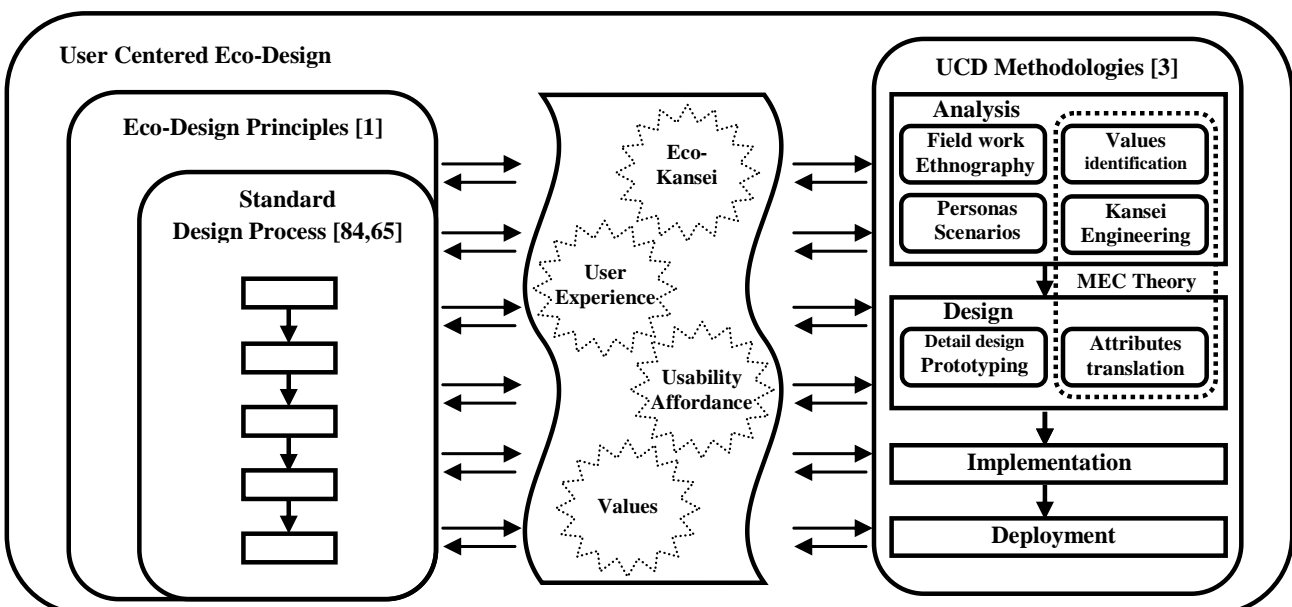 User Centered Eco-Design
Eco-Design Principles [1]
Standard
Design Process [84,65]
Eco-
Kansei
User
Experience
Usability
Affordance
Values
UCD Methodologies [3]
Analysis
Field work
Ethnography
Values
identification
Personas
Scenarios
Kansei
Engineering
MEC Theory
Design
Detail design
Prototyping
Attributes
translation
Implementation
Deployment